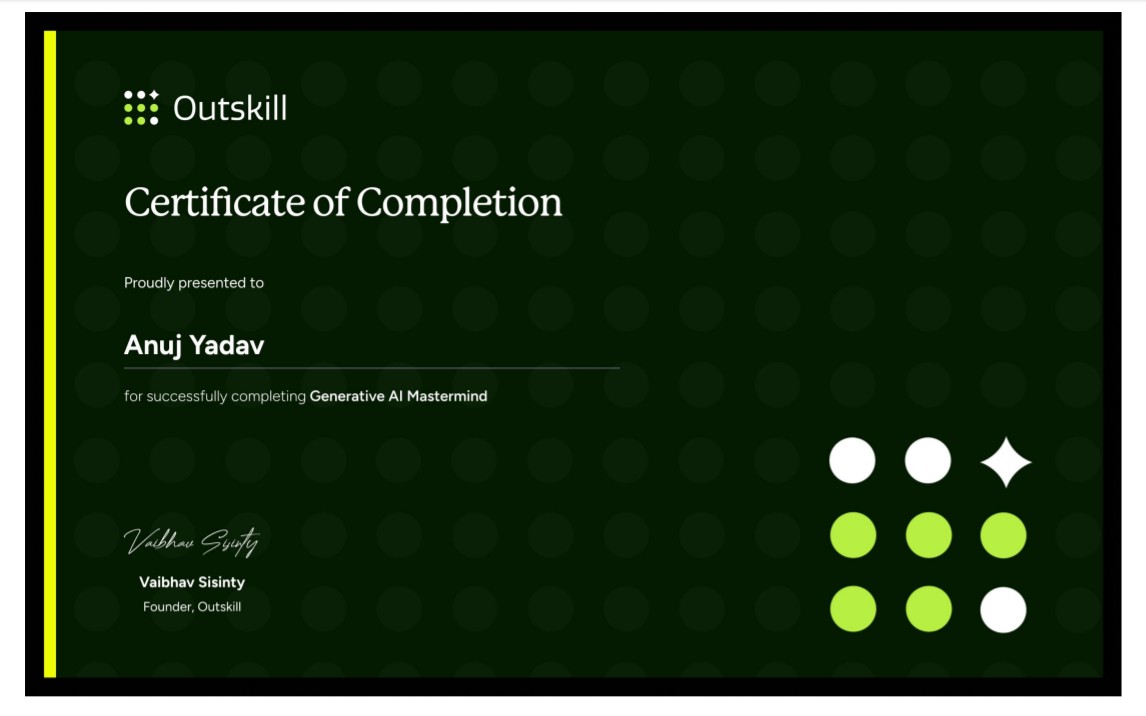 Outskill
Certificate of Completion
Proudly presented to
Anuj Yadav
for successfully completing Generative AI Mastermind
Vaibhav Sisinty
Vaibhav Sisinty
Founder, Outskill